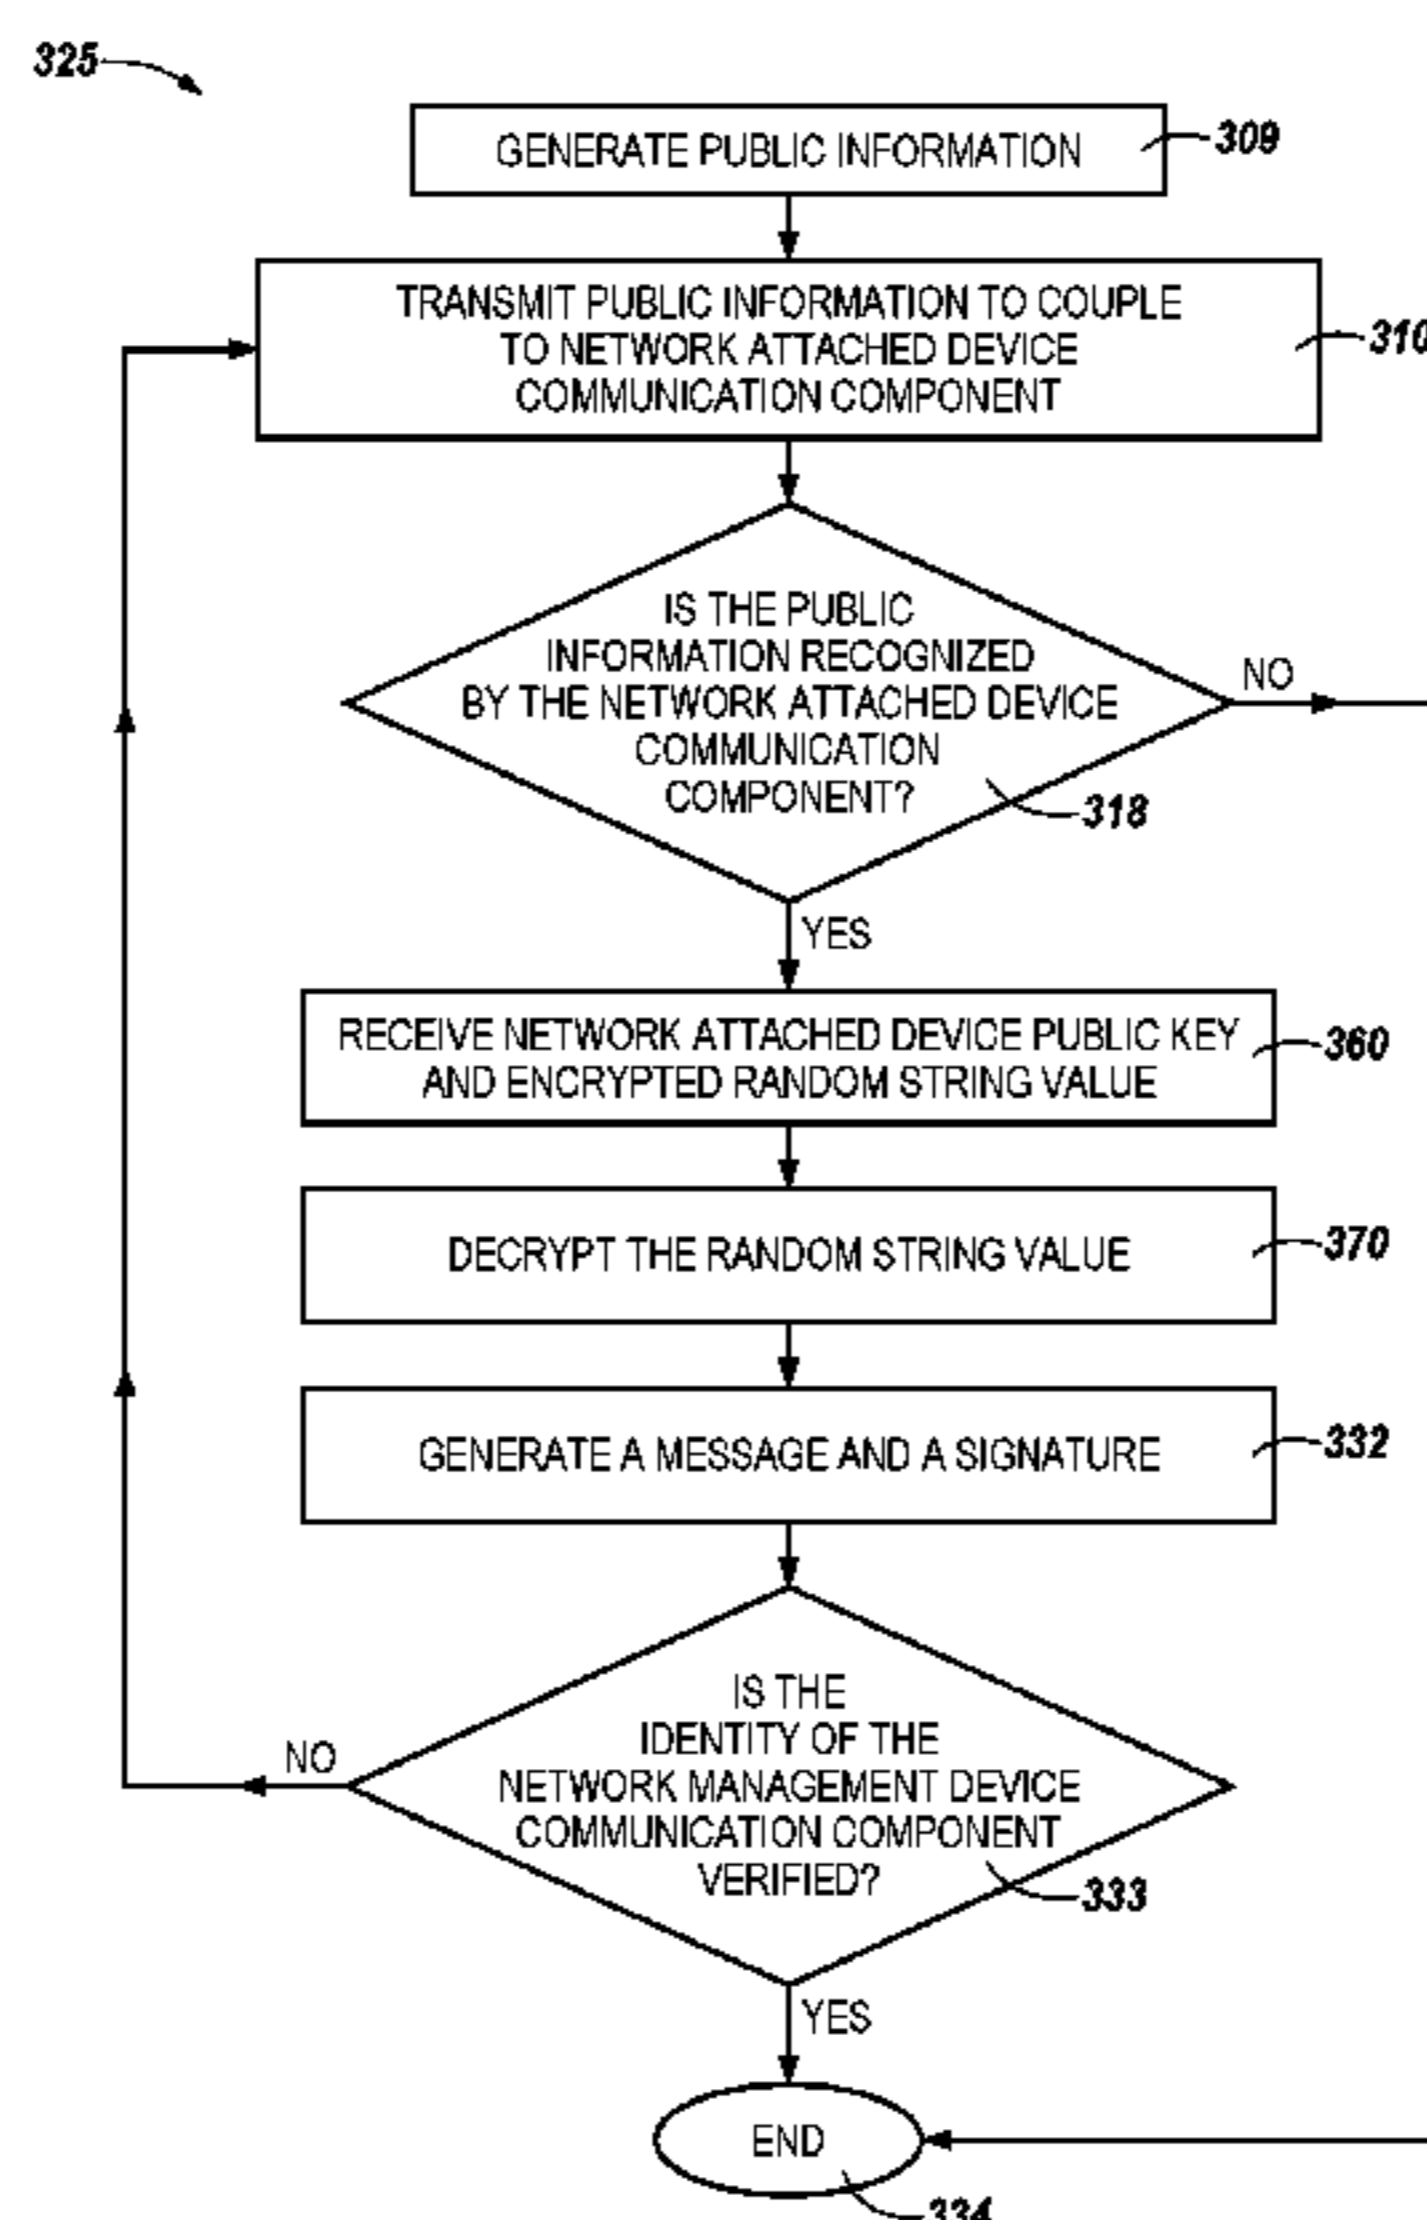 325
GENERATE PUBLIC INFORMATION
309
TRANSMIT PUBLIC INFORMATION TO COUPLE
TO NETWORK ATTACHED DEVICE
COMMUNICATION COMPONENT
310
IS THE PUBLIC
INFORMATION RECOGNIZED
BY THE NETWORK ATTACHED DEVICE
COMMUNICATION
COMPONENT?
318
NO
YES
RECEIVE NETWORK ATTACHED DEVICE PUBLIC KEY
AND ENCRYPTED RANDOM STRING VALUE
360
DECRYPT THE RANDOM STRING VALUE
370
GENERATE A MESSAGE AND A SIGNATURE
332
IS THE
IDENTITY OF THE
NETWORK MANAGEMENT DEVICE
COMMUNICATION COMPONENT
VERIFIED?
333
NO
YES
END
334